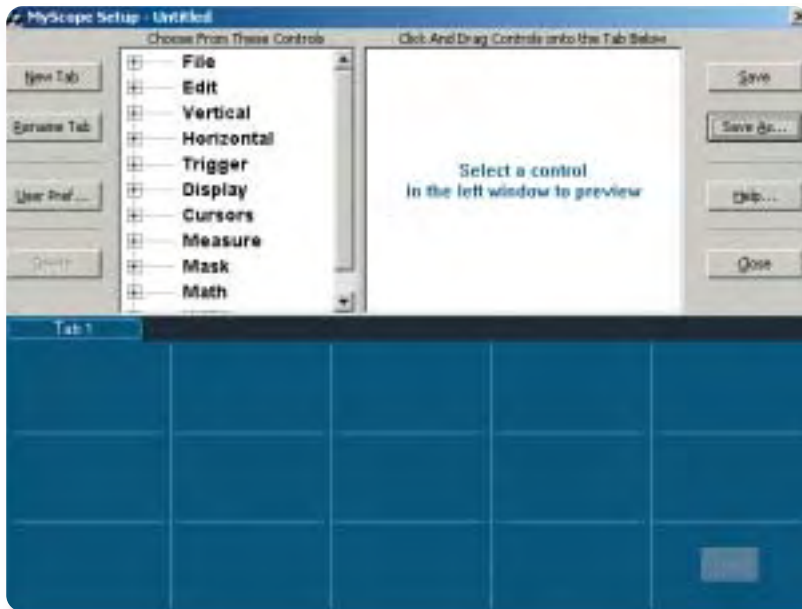 MyScope Setup - Untitled
Choose From These Controls
Click And Drag Controls onto the Tab Below
New Tab
Rename Tab
User Pref...
Delete
File
Edit
Vertical
Horizontal
Trigger
Display
Cursors
Measure
Mask
Math
Select a control
in the left window to preview
Save
Save As...
Help...
Close
Tab 1